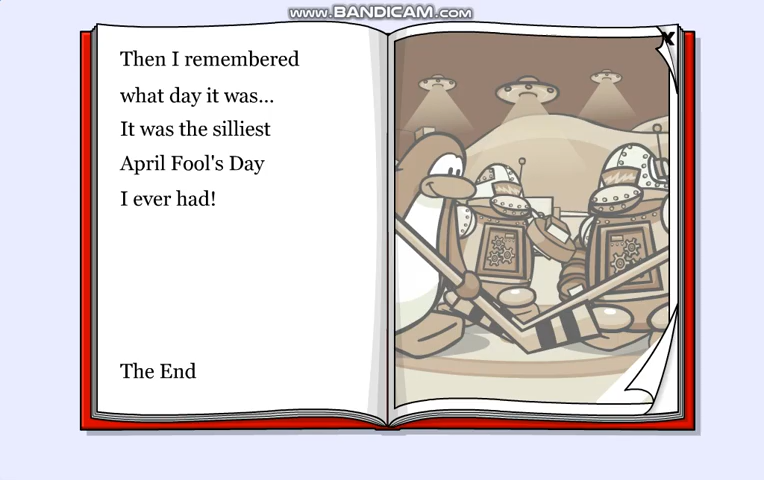 www.BANDICAM.com
Then I remembered
what day it was...
It was the silliest
April Fool's Day
I ever had!
The End
X